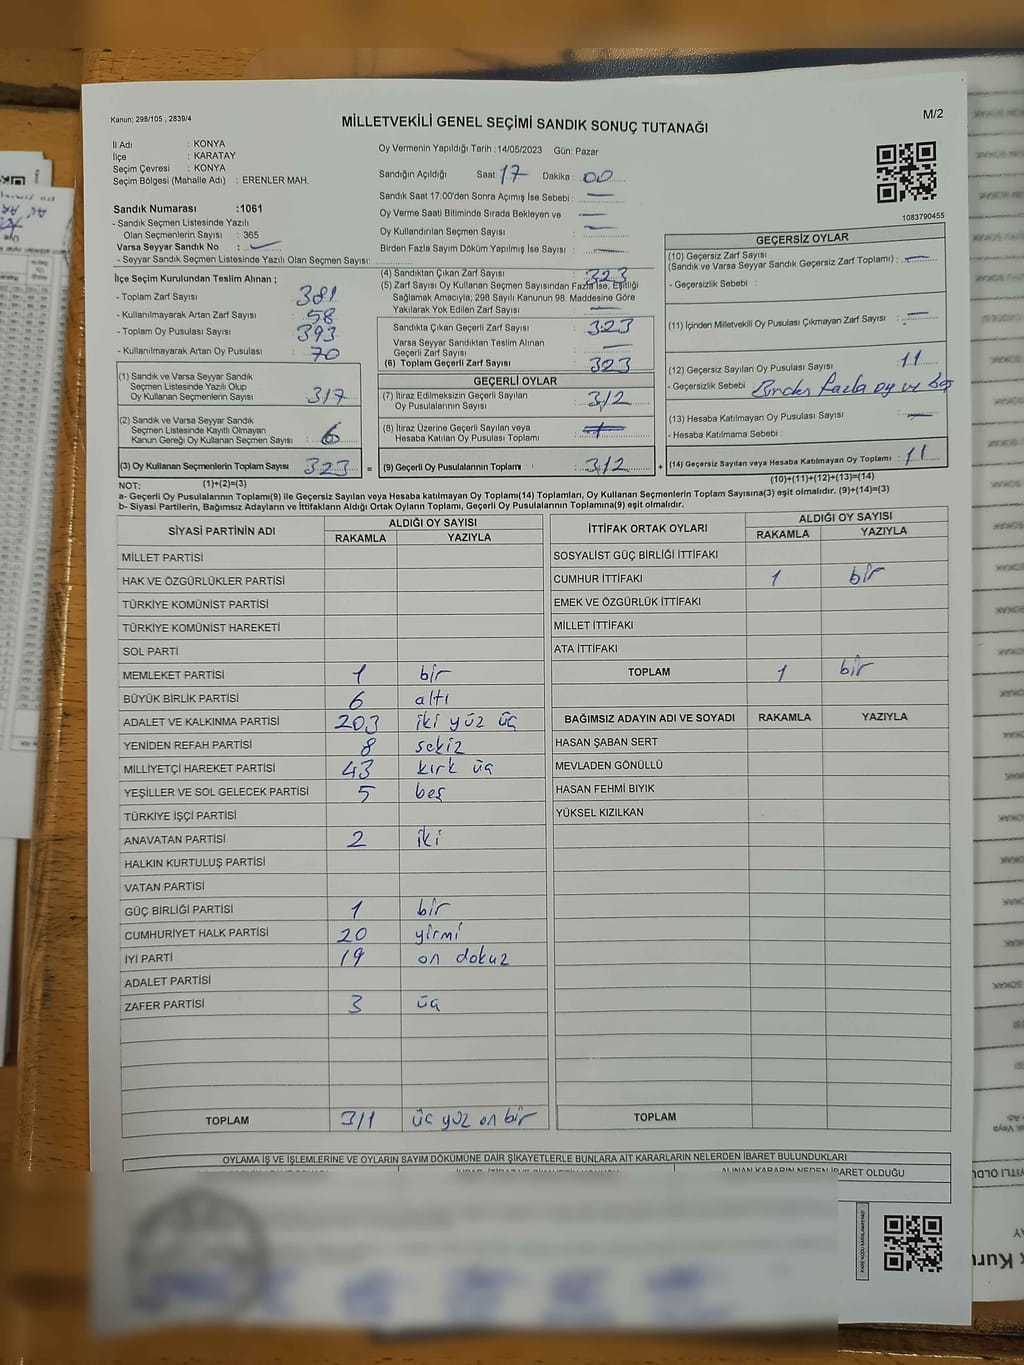 Kanun; 298/105 , 2839/4
MİLLETVEKİLİ GENEL SEÇİMİ SANDIK SONUÇ TUTANAĞI
M/2
İl Adı : KONYA
İlçe : KARATAY
Seçim Çevresi : KONYA
Seçim Bölgesi (Mahalle Adı) : ERENLER MAH.
Oy Vermenin Yapıldığı Tarih :14/05/2023 Gün: Pazar
Sandığın Açıldığı Saat: 17 Dakika : 00
Sandık Saat 17:00'den Sonra Açımış İse Sebebi : —
Oy Verme Saati Bitiminde Sırada Bekleyen ve
Oy Kullandırılan Seçmen Sayısı : —
Birden Fazla Sayım Döküm Yapılmış İse Sayısı : —
1083790455
Sandık Numarası :1061
- Sandık Seçmen Listesinde Yazılı
Olan Seçmenlerin Sayısı : 365
Varsa Seyyar Sandık No :
- Seyyar Sandık Seçmen Listesinde Yazılı Olan Seçmen Sayısı:
İlçe Seçim Kurulundan Teslim Alınan ;
- Toplam Zarf Sayısı : 381
- Kullanılmayarak Artan Zarf Sayısı : 58
- Toplam Oy Pusulası Sayısı : 393
- Kullanılmayarak Artan Oy Pusulası : 70
(1) Sandık ve Varsa Seyyar Sandık
Seçmen Listesinde Yazılı Olup
Oy Kullanan Seçmenlerin Sayısı : 317
(2) Sandık ve Varsa Seyyar Sandık
Seçmen Listesinde Kayıtlı Olmayan
Kanun Gereği Oy Kullanan Seçmen Sayısı : 6
(3) Oy Kullanan Seçmenlerin Toplam Sayısı : 323
(4) Sandıktan Çıkan Zarf Sayısı : 323
(5) Zarf Sayısı Oy Kullanan Seçmen Sayısından Fazla İse, Eşitliği
Sağlamak Amacıyla; 298 Sayılı Kanunun 98. Maddesine Göre
Yakılarak Yok Edilen Zarf Sayısı : —
Sandıkta Çıkan Geçerli Zarf Sayısı : 323
Varsa Seyyar Sandıktan Teslim Alınan
Geçerli Zarf Sayısı : —
(6) Toplam Geçerli Zarf Sayısı : 323
GEÇERLİ OYLAR
(7) İtiraz Edilmeksizin Geçerli Sayılan
Oy Pusulalarının Sayısı : 312
(8) İtiraz Üzerine Geçerli Sayılan veya
Hesaba Katılan Oy Pusulası Toplamı :
= (9) Geçerli Oy Pusulalarının Toplamı : 312
GEÇERSİZ OYLAR
(10) Geçersiz Zarf Sayısı
(Sandık ve Varsa Seyyar Sandık Geçersiz Zarf Toplamı) : —
- Geçersizlik Sebebi :
(11) İçinden Milletvekili Oy Pusulası Çıkmayan Zarf Sayısı : —
(12) Geçersiz Sayılan Oy Pusulası Sayısı : 11
- Geçersizlik Sebebi : Birden fazla oy ve boş
(13) Hesaba Katılmayan Oy Pusulası Sayısı : —
- Hesaba Katılmama Sebebi :
+ (14) Geçersiz Sayılan veya Hesaba Katılmayan Oy Toplamı : 11
NOT: (1)+(2)=(3)
(10)+(11)+(12)+(13)=(14)
a- Geçerli Oy Pusulalarının Toplamı(9) ile Geçersiz Sayılan veya Hesaba katılmayan Oy Toplamı(14) Toplamları, Oy Kullanan Seçmenlerin Toplam Sayısına(3) eşit olmalıdır. (9)+(14)=(3)
b- Siyasi Partilerin, Bağımsız Adayların ve İttifakların Aldığı Ortak Oyların Toplamı, Geçerli Oy Pusulalarının Toplamına(9) eşit olmalıdır.
SİYASİ PARTİNİN ADI ALDIĞI OY SAYISI
RAKAMLA YAZIYLA
MİLLET PARTİSİ
HAK VE ÖZGÜRLÜKLER PARTİSİ
TÜRKİYE KOMÜNİST PARTİSİ
TÜRKİYE KOMÜNİST HAREKETİ
SOL PARTİ
MEMLEKET PARTİSİ 1 bir
BÜYÜK BİRLİK PARTİSİ 6 altı
ADALET VE KALKINMA PARTİSİ 203 iki yüz üç
YENİDEN REFAH PARTİSİ 8 sekiz
MİLLİYETÇİ HAREKET PARTİSİ 43 kırk üç
YEŞİLLER VE SOL GELECEK PARTİSİ 5 beş
TÜRKİYE İŞÇİ PARTİSİ
ANAVATAN PARTİSİ 2 iki
HALKIN KURTULUŞ PARTİSİ
VATAN PARTİSİ
GÜÇ BİRLİĞİ PARTİSİ 1 bir
CUMHURİYET HALK PARTİSİ 20 yirmi
İYİ PARTİ 19 on dokuz
ADALET PARTİSİ
ZAFER PARTİSİ 3 üç
TOPLAM 311 üç yüz on bir
İTTİFAK ORTAK OYLARI ALDIĞI OY SAYISI
RAKAMLA YAZIYLA
SOSYALİST GÜÇ BİRLİĞİ İTTİFAKI
CUMHUR İTTİFAKI 1 bir
EMEK VE ÖZGÜRLÜK İTTİFAKI
MİLLET İTTİFAKI
ATA İTTİFAKI
TOPLAM 1 bir
BAĞIMSIZ ADAYIN ADI VE SOYADI RAKAMLA YAZIYLA
HASAN ŞABAN SERT
MEVLADEN GÖNÜLLÜ
HASAN FEHMİ BIYIK
YÜKSEL KIZILKAN
TOPLAM
OYLAMA İŞ VE İŞLEMLERİNE VE OYLARIN SAYIM DÖKÜMÜNE DAİR ŞİKAYETLERLE BUNLARA AİT KARARLARIN NELERDEN İBARET BULUNDUKLARI
ALINAN KARARIN NEDEN İBARET OLDUĞU